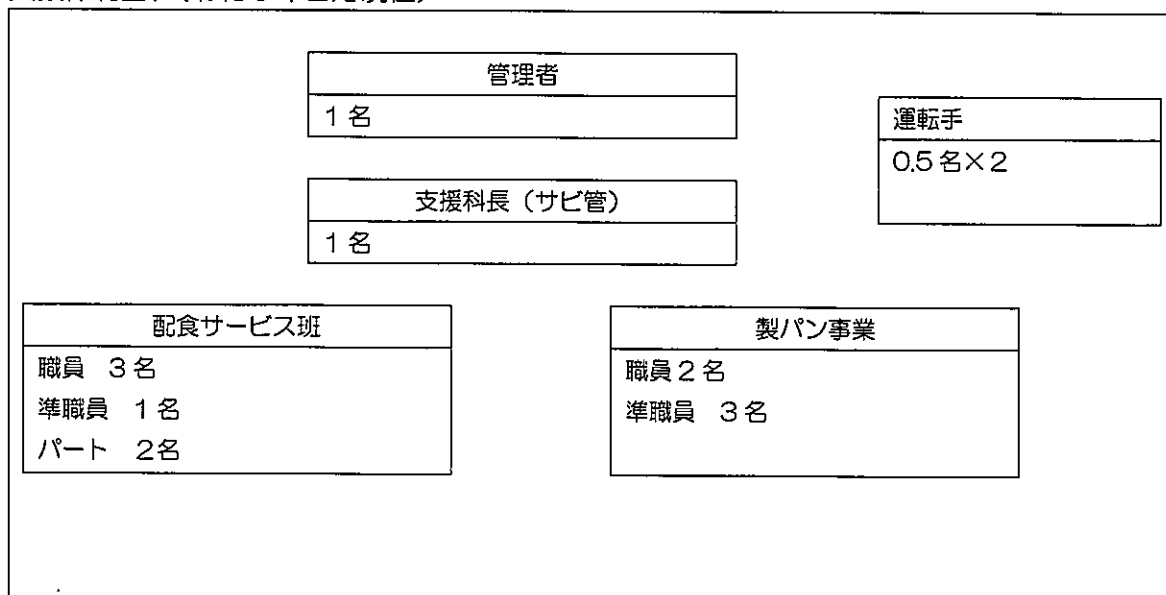 管理者
1名
運転手
0.5名×2
支援科長（サビ管）
1名
配食サービス班
職員　3名
準職員　1名
パート　2名
製パン事業
職員2名
準職員　3名